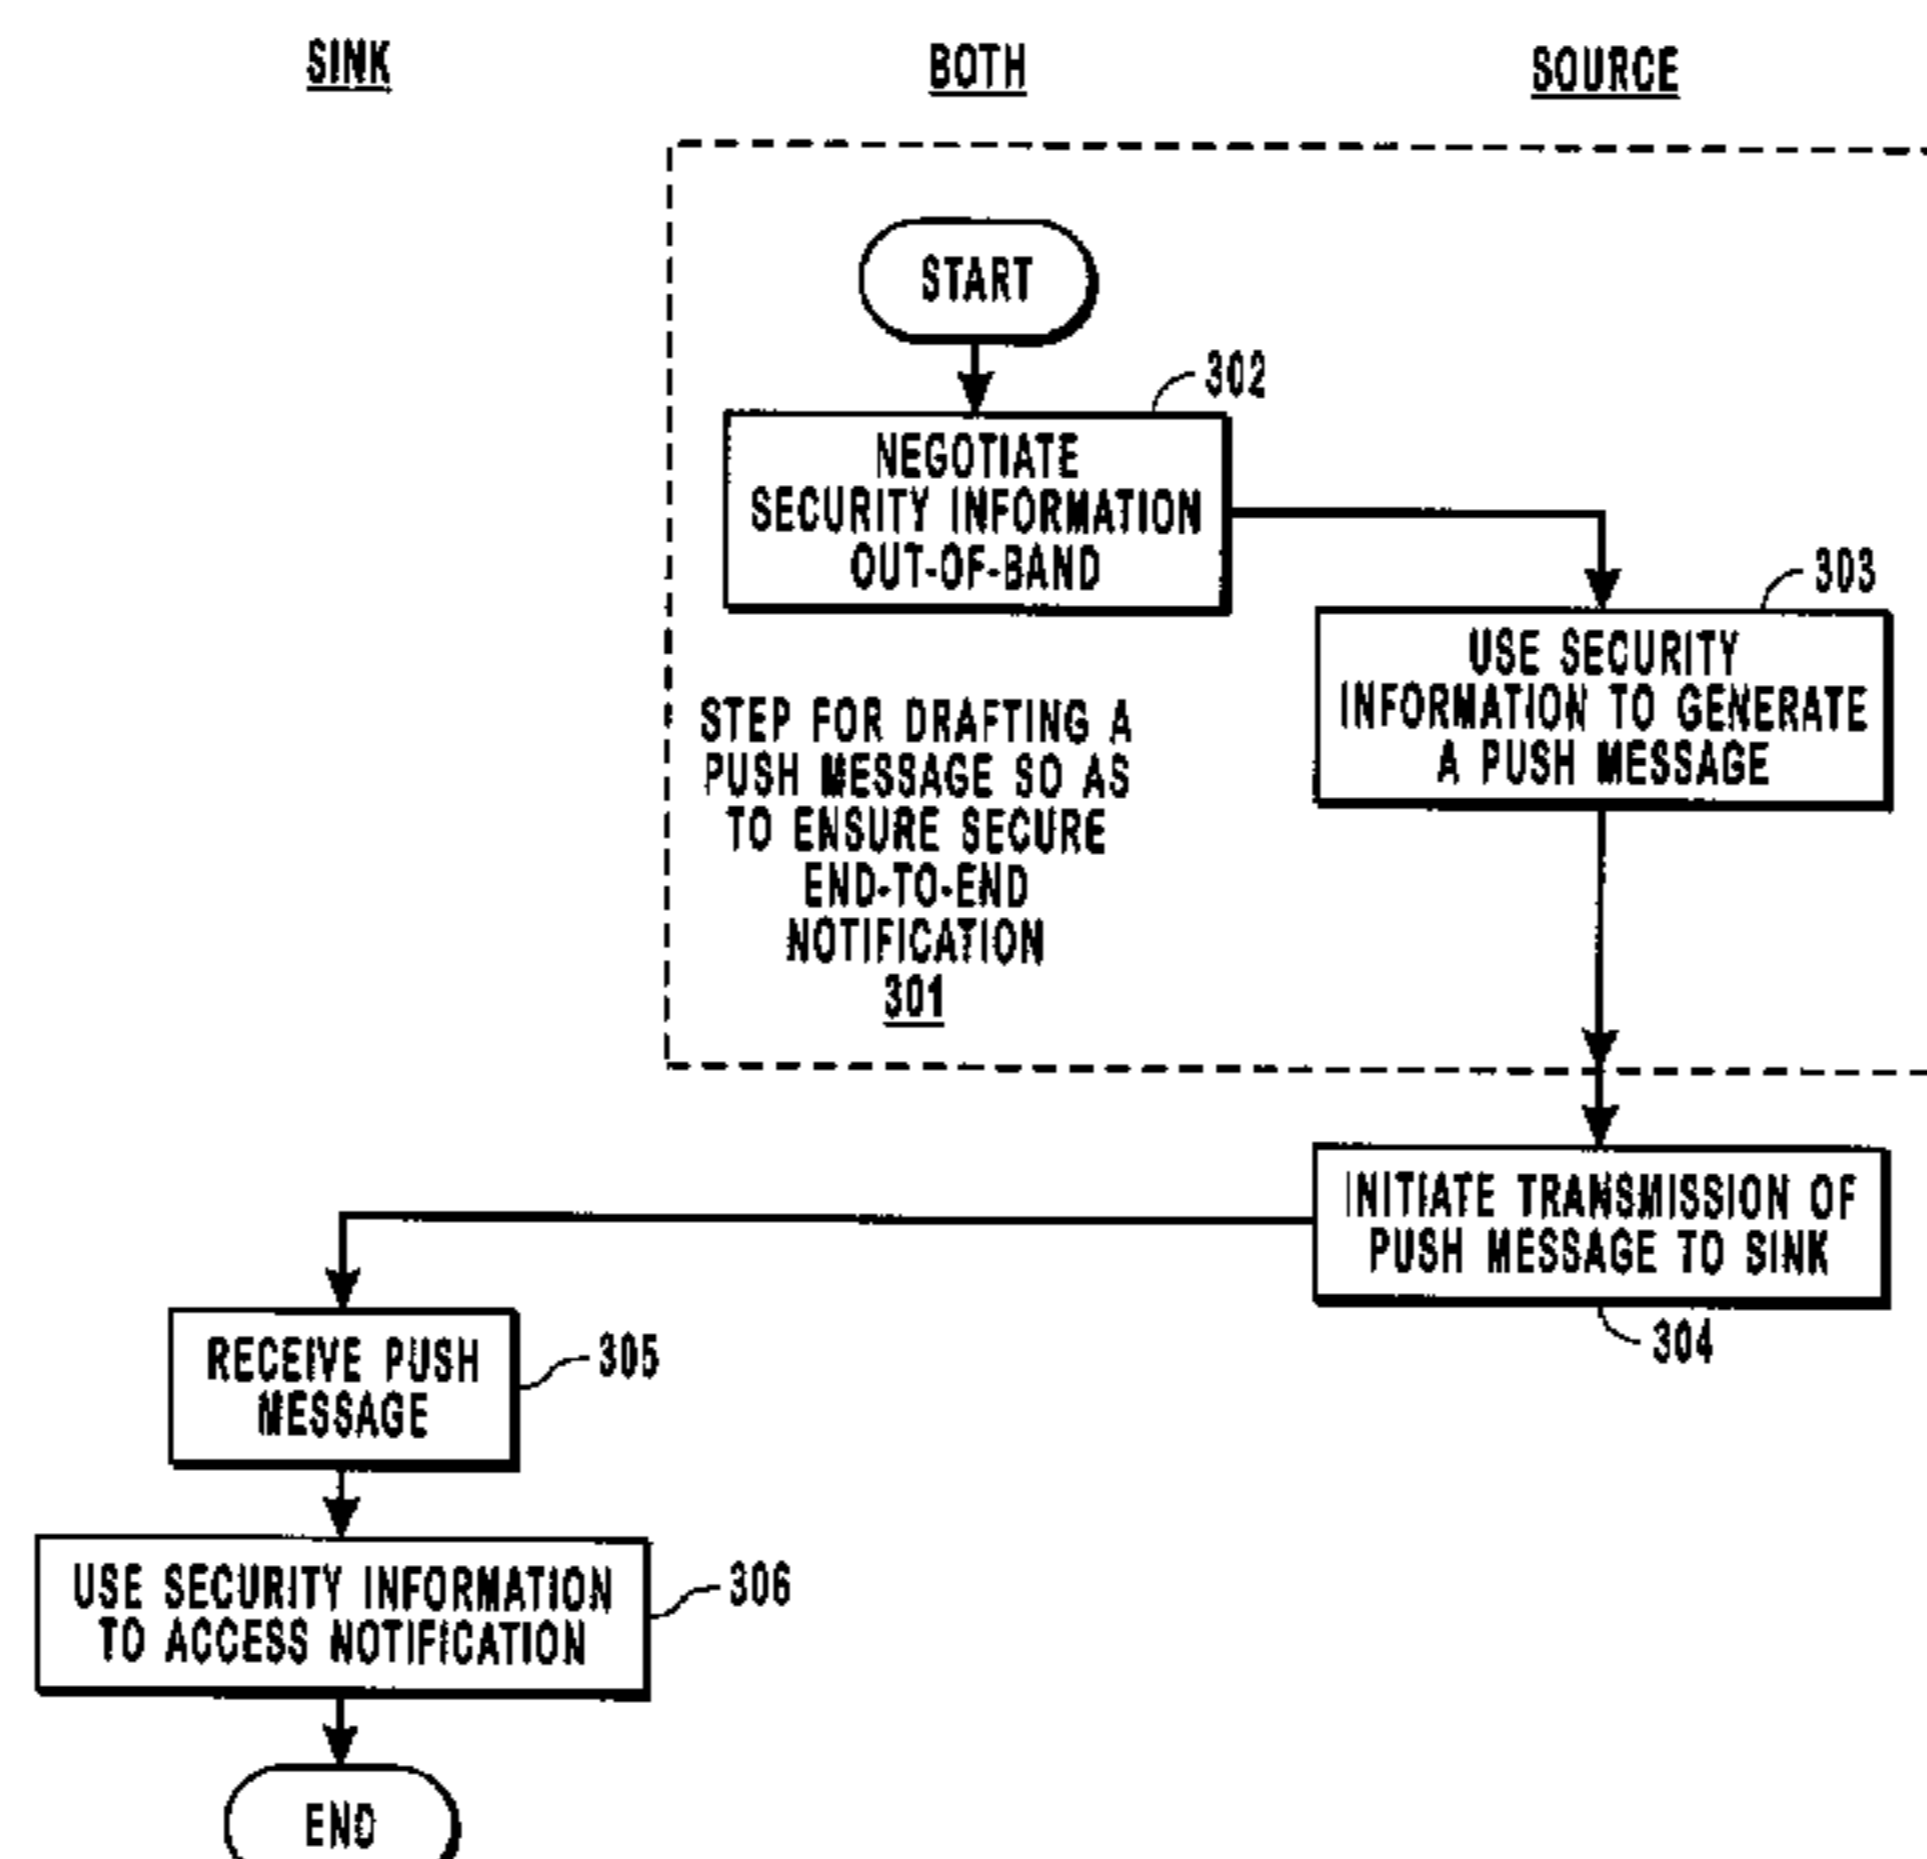 SINK
BOTH
SOURCE
START
302
NEGOTIATE
SECURITY INFORMATION
OUT-OF-BAND
303
USE SECURITY
INFORMATION TO GENERATE
A PUSH MESSAGE
STEP FOR DRAFTING A
PUSH MESSAGE SO AS
TO ENSURE SECURE
END-TO-END
NOTIFICATION
301
INITIATE TRANSMISSION OF
PUSH MESSAGE TO SINK
304
RECEIVE PUSH
MESSAGE
305
USE SECURITY INFORMATION
TO ACCESS NOTIFICATION
306
END